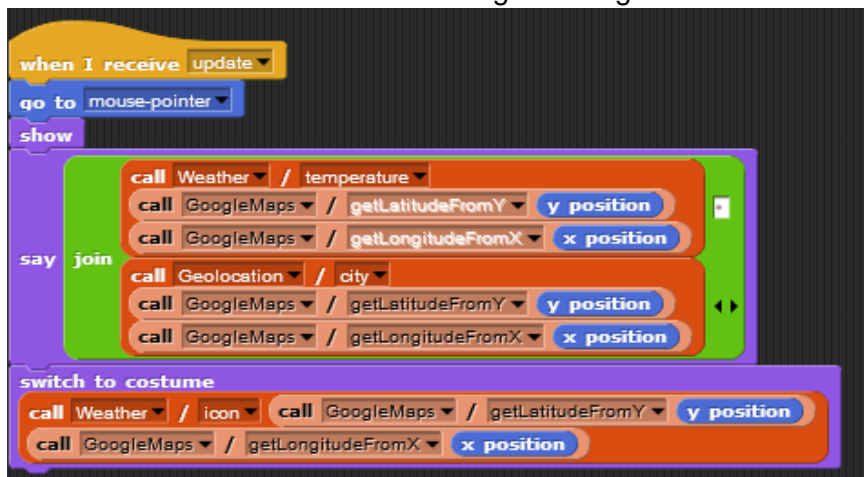 when I receive update
go to mouse-pointer
show
say join call Weather / temperature
call GoogleMaps / getLatitudeFromY y position
call GoogleMaps / getLongitudeFromX x position
call Geolocation / city
call GoogleMaps / getLatitudeFromY y position
call GoogleMaps / getLongitudeFromX x position
switch to costume
call Weather / icon call GoogleMaps / getLatitudeFromY y position
call GoogleMaps / getLongitudeFromX x position